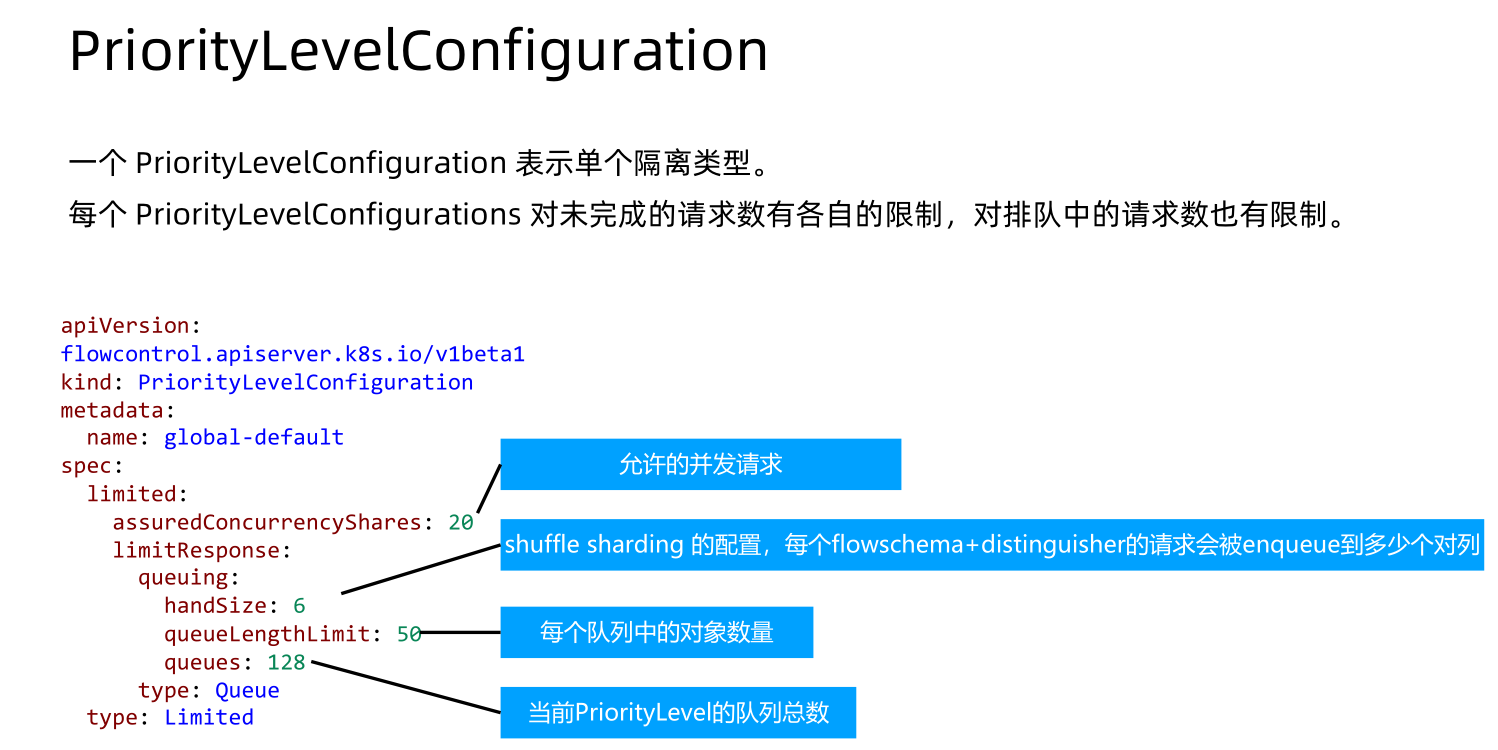 PriorityLevelConfiguration
一个 PriorityLevelConfiguration 表示单个隔离类型。
每个 PriorityLevelConfigurations 对未完成的请求数有各自的限制，对排队中的请求数也有限制。
apiVersion:
flowcontrol.apiserver.k8s.io/v1beta1
kind: PriorityLevelConfiguration
metadata:
  name: global-default
spec:
  limited:
    assuredConcurrencyShares: 20
    limitResponse:
      queuing:
        handSize: 6
        queueLengthLimit: 50
        queues: 128
      type: Queue
  type: Limited
允许的并发请求
shuffle sharding 的配置，每个flowschema+distinguisher的请求会被enqueue到多少个对列
每个队列中的对象数量
当前PriorityLevel的队列总数